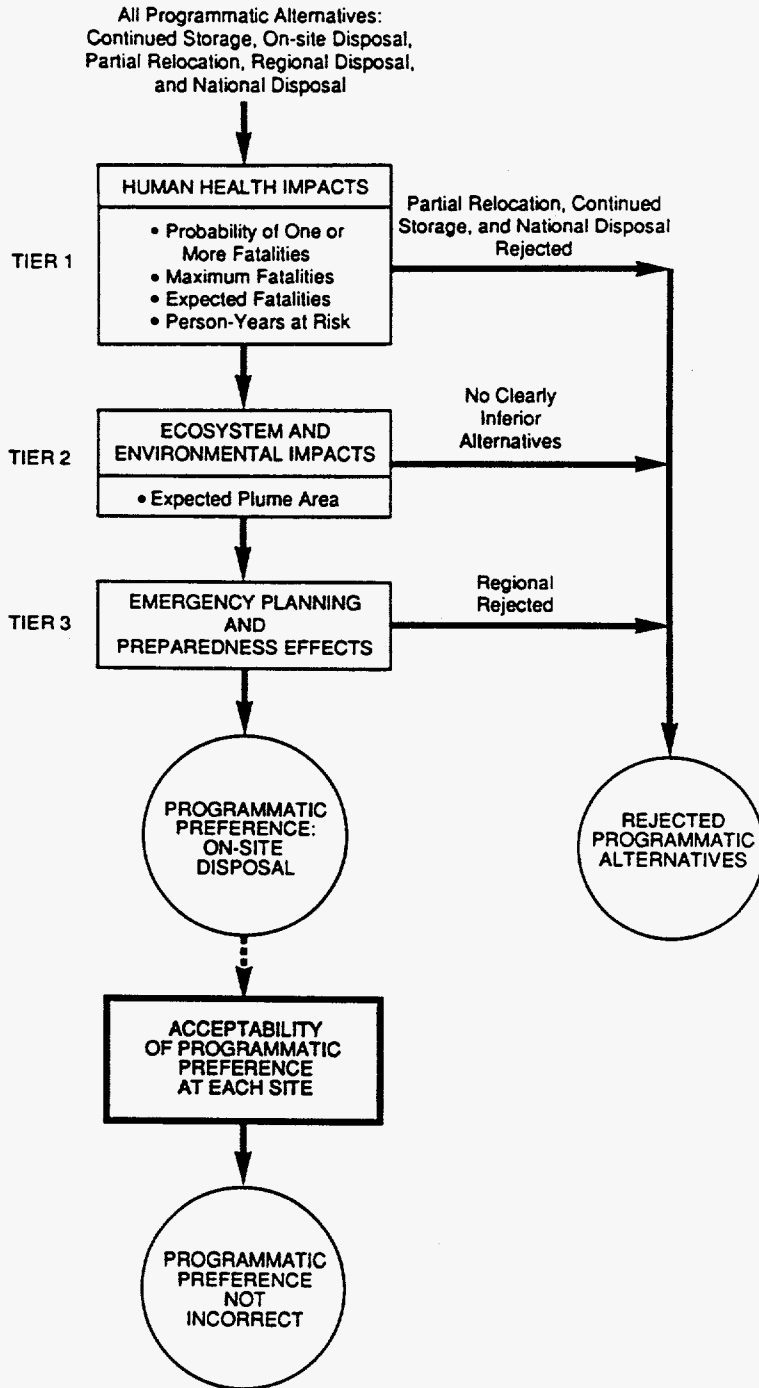 All Programmatic Alternatives:
Continued Storage, On-site Disposal,
Partial Relocation, Regional Disposal,
and National Disposal
HUMAN HEALTH IMPACTS
TIER 1
• Probability of One or
More Fatalities
• Maximum Fatalities
• Expected Fatalities
• Person-Years at Risk
Partial Relocation, Continued
Storage, and National Disposal
Rejected
TIER 2
ECOSYSTEM AND
ENVIRONMENTAL IMPACTS
• Expected Plume Area
No Clearly
Inferior
Alternatives
TIER 3
EMERGENCY PLANNING
AND
PREPAREDNESS EFFECTS
Regional
Rejected
PROGRAMMATIC
PREFERENCE:
ON-SITE
DISPOSAL
REJECTED
PROGRAMMATIC
ALTERNATIVES
ACCEPTABILITY
OF PROGRAMMATIC
PREFERENCE
AT EACH SITE
PROGRAMMATIC
PREFERENCE
NOT
INCORRECT